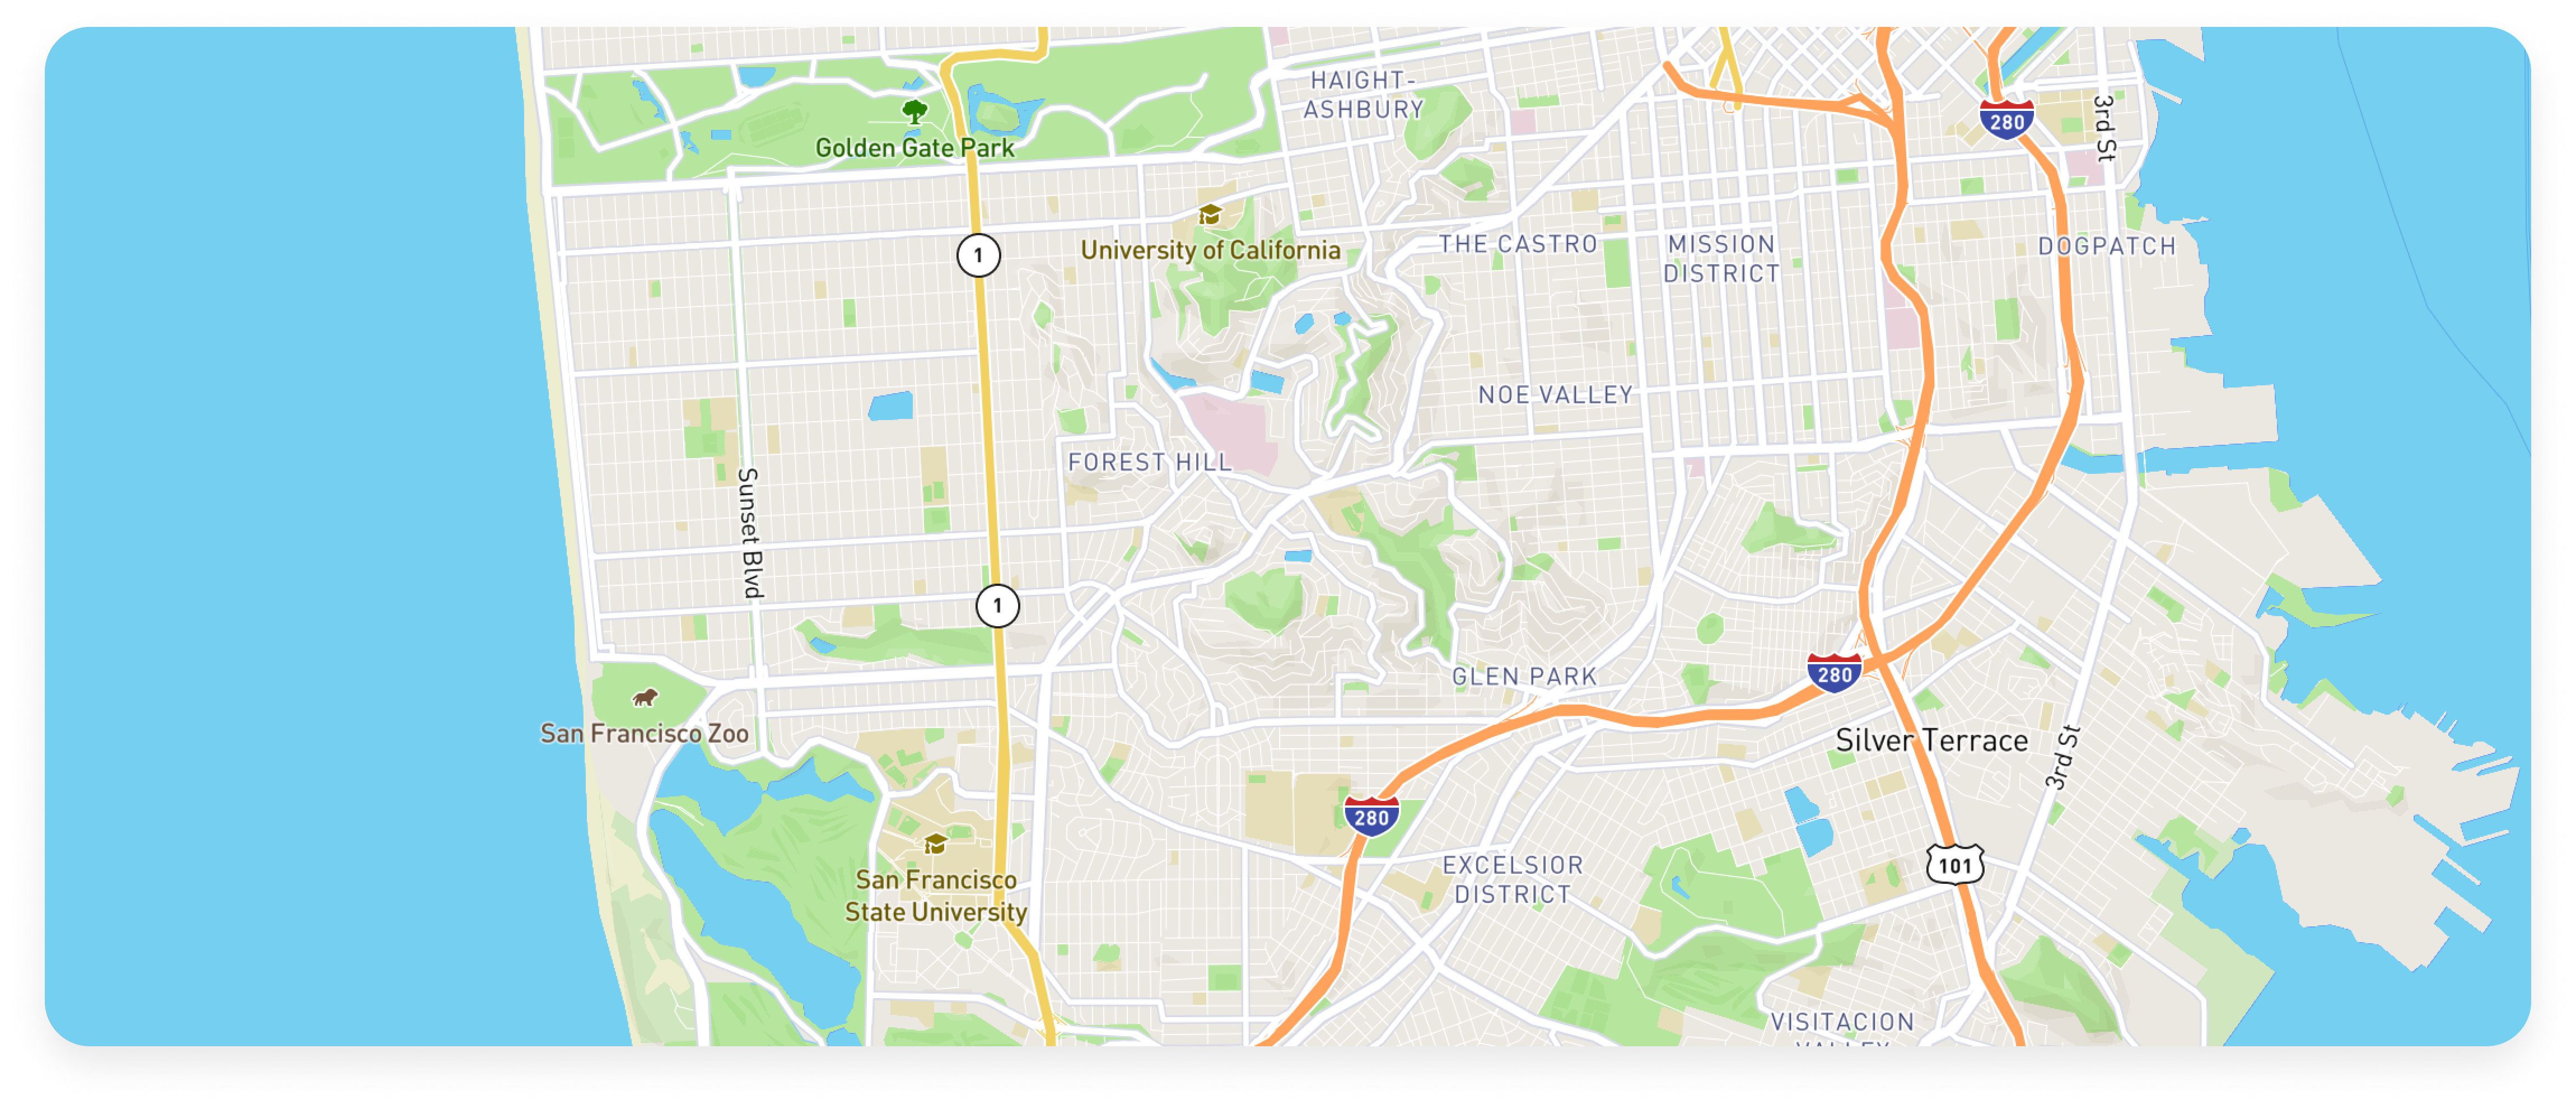 HAIGHT-
ASHBURY
280
3rd St
Golden Gate Park
University of California
1
THE CASTRO
MISSION
DISTRICT
DOGPATCH
NOE VALLEY
FOREST HILL
Sunset Blvd
1
GLEN PARK
280
San Francisco Zoo
Silver Terrace
3rd St
280
San Francisco
State University
EXCELSIOR
DISTRICT
101
VISITACION
VALLEY